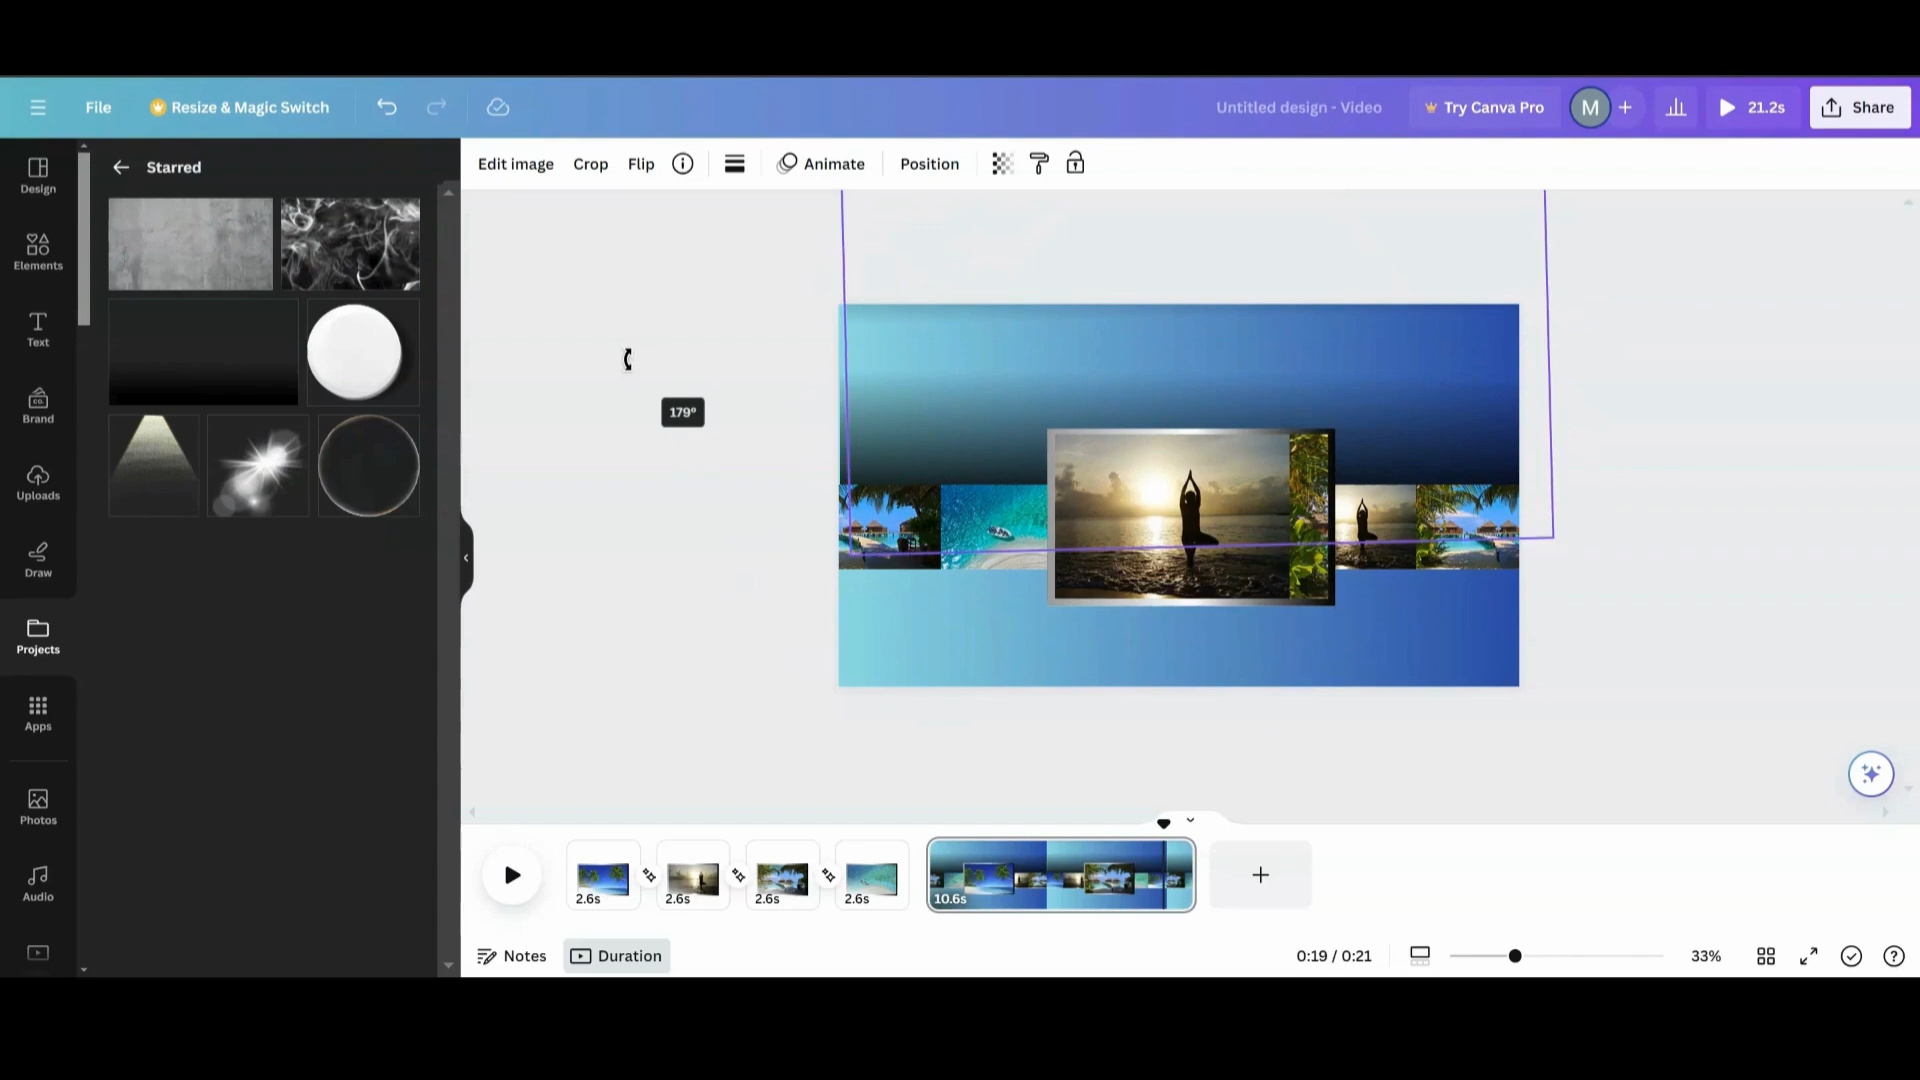 File
Resize & Magic Switch
Untitled design - Video
Try Canva Pro
M
21.2s
Share
Design
Elements
Text
Brand
CO.
Uploads
Draw
Projects
Apps
Photos
Audio
Starred
Edit image
Crop
Flip
Animate
Position
179°
2.6s
2.6s
2.6s
2.6s
10.6s
Notes
Duration
0:19 / 0:21
33%